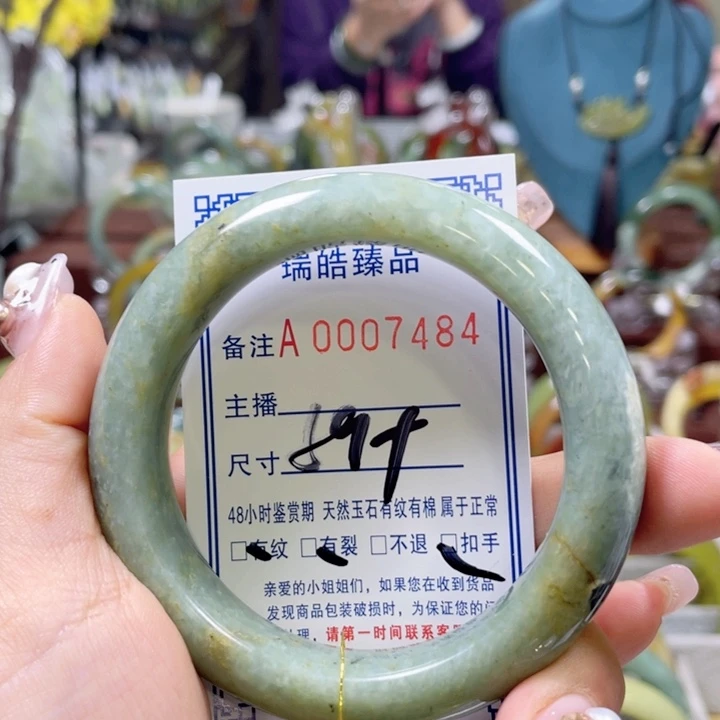 瑞皓臻品
备注A 0007484
主播
尺寸
48小时鉴赏期 天然玉石有纹有棉 属于正常
□有纹 □有裂 □不退 □扣手
亲爱的小姐姐们，如果您在收到货品
发现商品包装破损时，为保证您的
理，请第一时间联系客